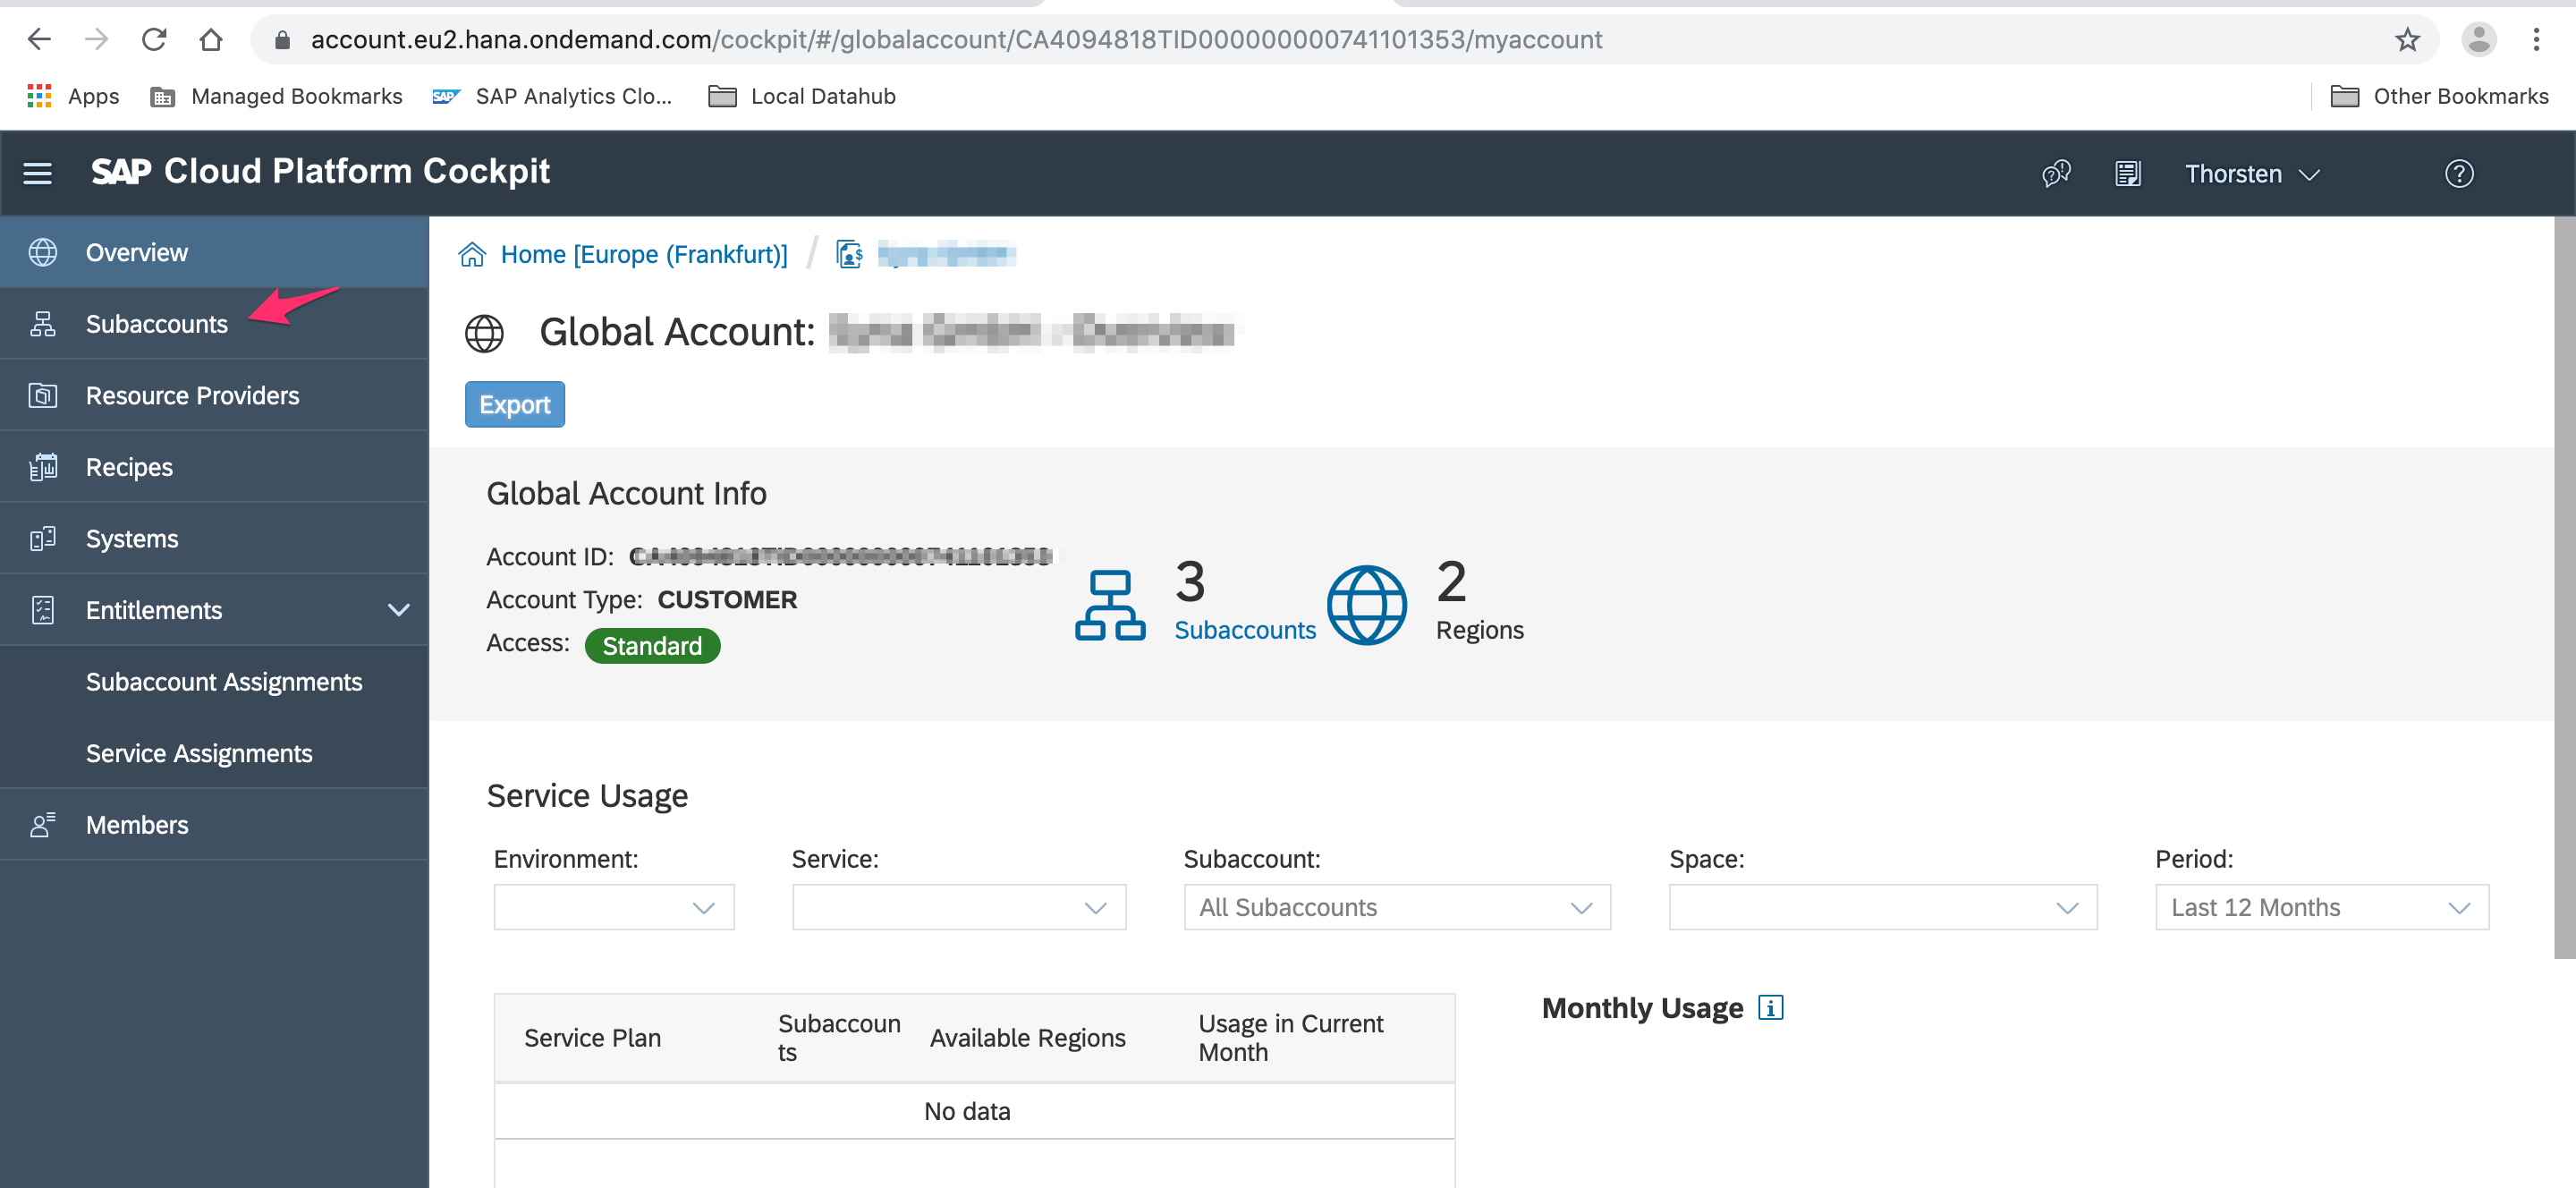 account.eu2.hana.ondemand.com/cockpit/#/globalaccount/CA4094818TID000000000741101353/myaccount
Apps Managed Bookmarks SAP SAP Analytics Clo... Local Datahub Other Bookmarks
SAP Cloud Platform Cockpit Thorsten
Overview
Subaccounts
Resource Providers
Recipes
Systems
Entitlements
Subaccount Assignments
Service Assignments
Members
Home [Europe (Frankfurt)] /
Global Account:
Export
Global Account Info
Account ID:
Account Type: CUSTOMER
Access: Standard
3
Subaccounts
2
Regions
Service Usage
Environment: Service: Subaccount: Space: Period:
All Subaccounts Last 12 Months
Service Plan Subaccoun Available Regions Usage in Current
ts Month
No data
Monthly Usage